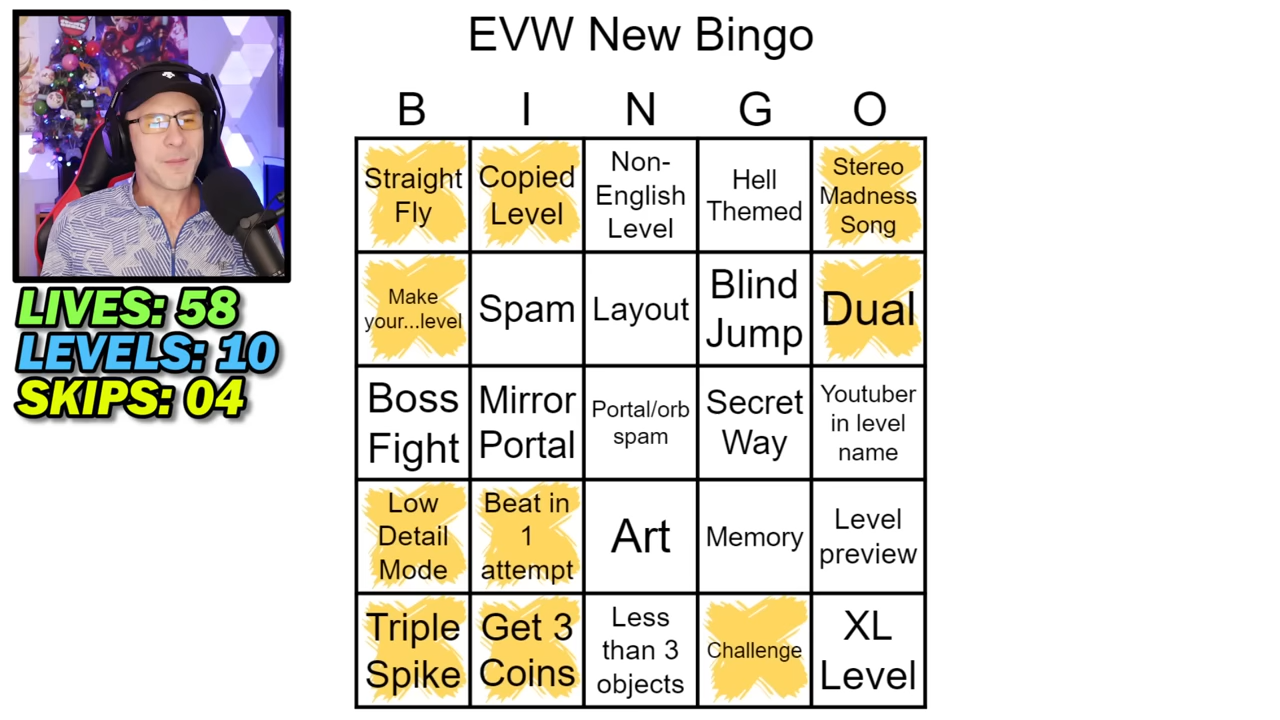 EVW New Bingo
B I N G O
Straight
Fly
Copied
Level
Non-
English
Level
Hell
Themed
Stereo
Madness
Song
Make
your...level
Spam
Layout
Blind
Jump
Dual
Boss
Fight
Mirror
Portal
Portal/orb
spam
Secret
Way
Youtuber
in level
name
Low
Detail
Mode
Beat in
1
attempt
Art
Memory
Level
preview
Triple
Spike
Get 3
Coins
Less
than 3
objects
Challenge
XL
Level
LIVES: 58
LEVELS: 10
SKIPS: 04